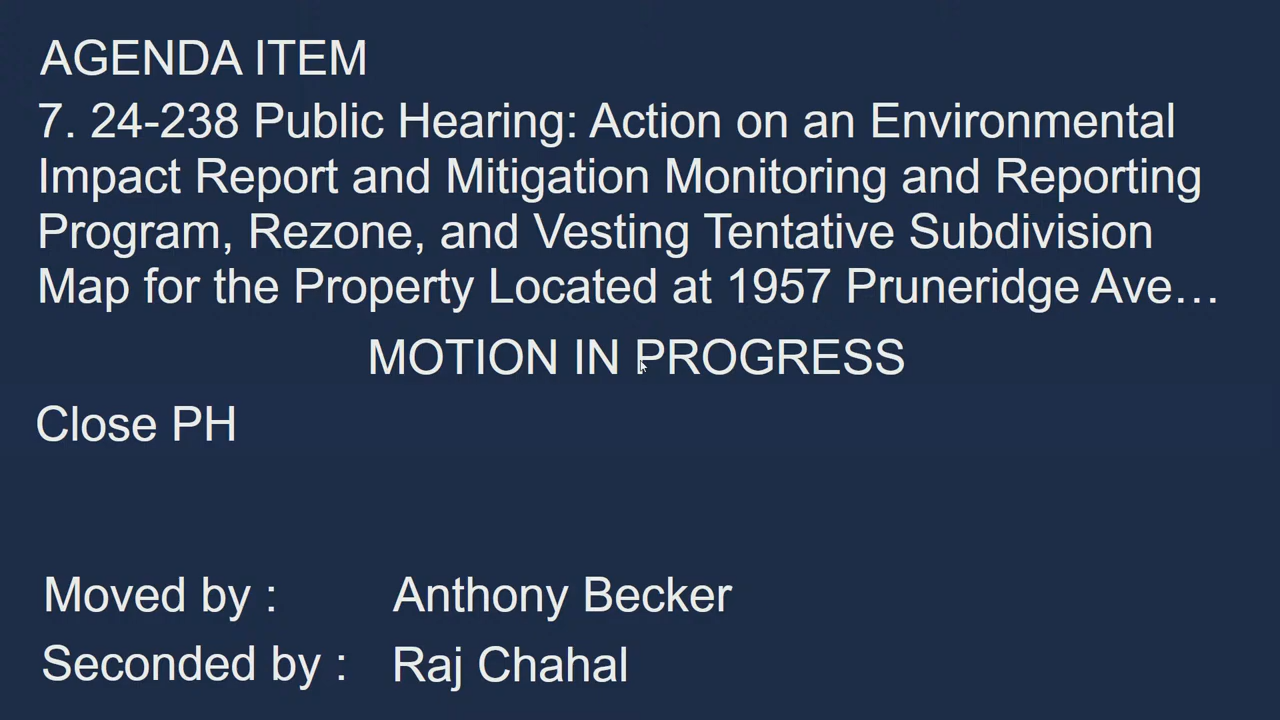 AGENDA ITEM
7. 24-238 Public Hearing: Action on an Environmental
Impact Report and Mitigation Monitoring and Reporting
Program, Rezone, and Vesting Tentative Subdivision
Map for the Property Located at 1957 Pruneridge Ave…
MOTION IN PROGRESS
Close PH
Moved by : Anthony Becker
Seconded by : Raj Chahal